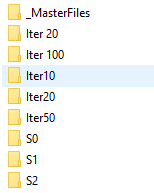 _MasterFiles
Iter 20
Iter 100
Iter10
Iter20
Iter50
S0
S1
S2